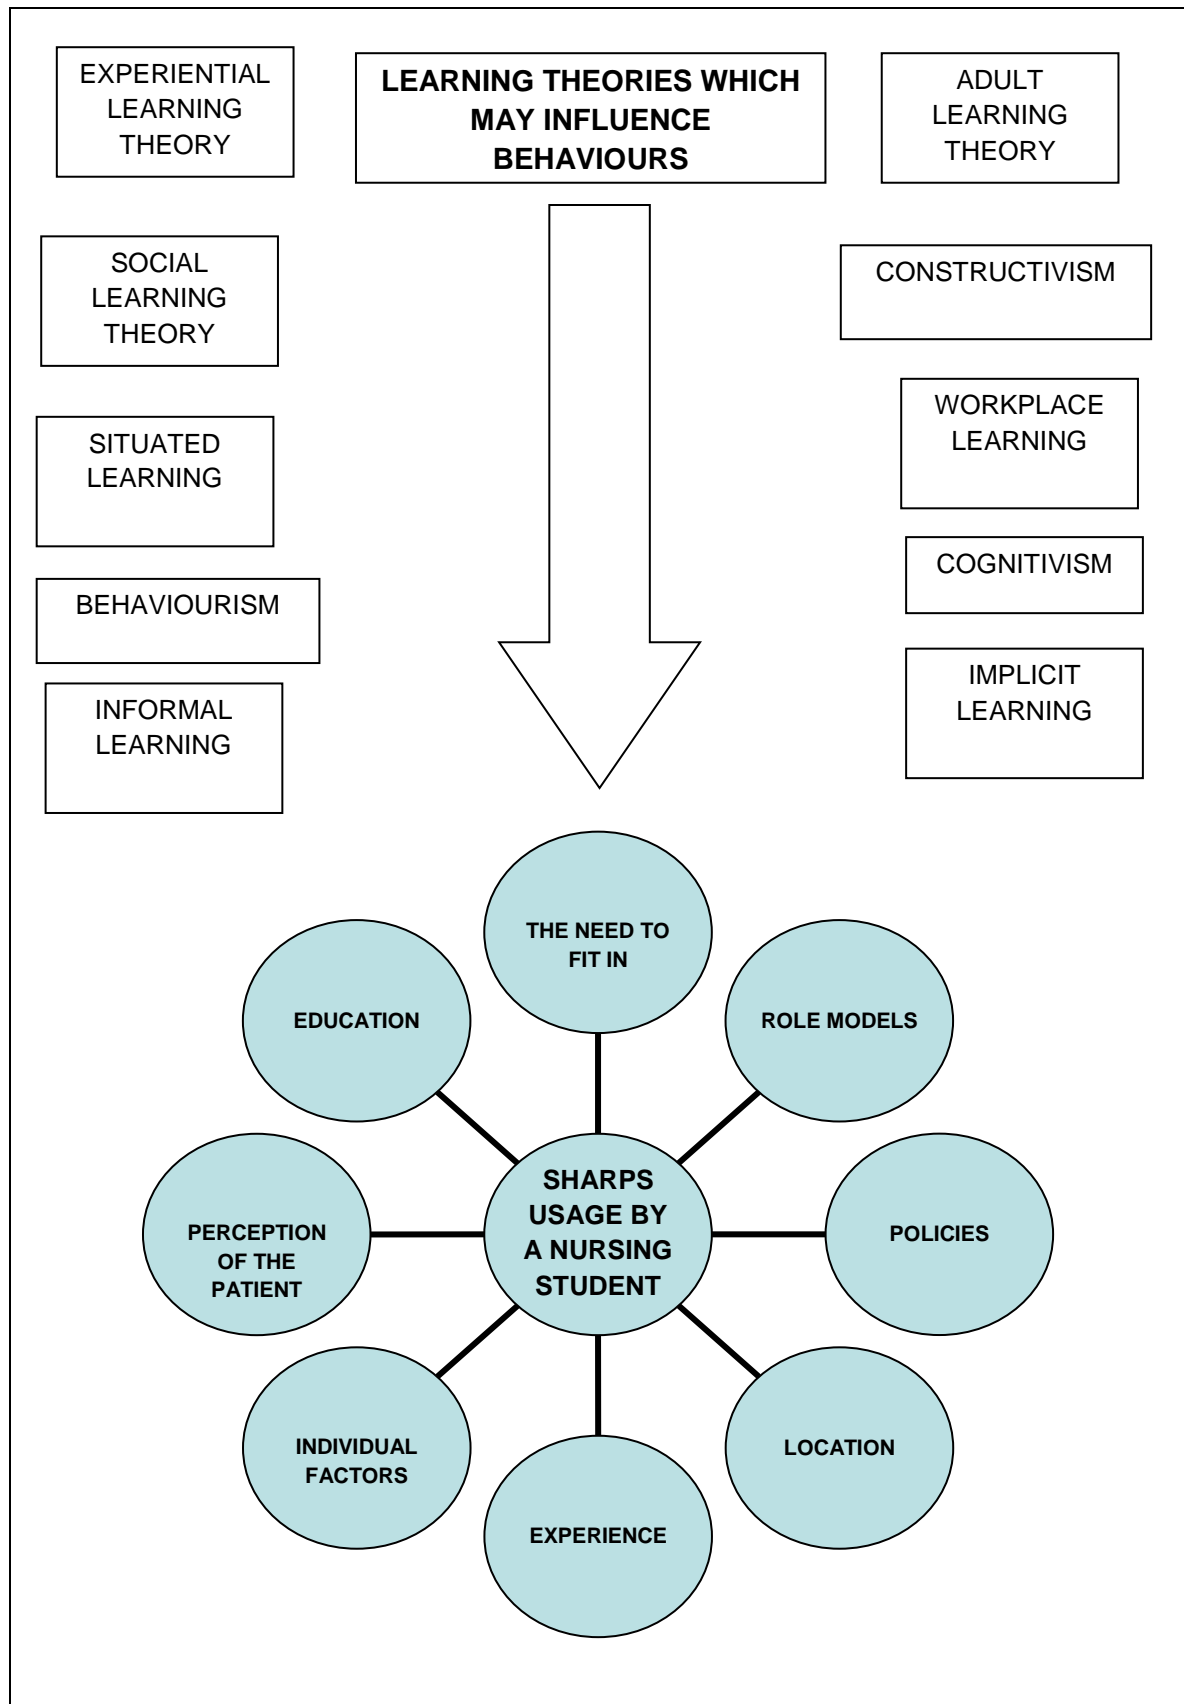 EXPERIENTIAL
LEARNING
THEORY
LEARNING THEORIES WHICH
MAY INFLUENCE
BEHAVIOURS
ADULT
LEARNING
THEORY
SOCIAL
LEARNING
THEORY
CONSTRUCTIVISM
SITUATED
LEARNING
WORKPLACE
LEARNING
BEHAVIOURISM
COGNITIVISM
INFORMAL
LEARNING
IMPLICIT
LEARNING
THE NEED TO
FIT IN
EDUCATION
ROLE MODELS
PERCEPTION
OF THE
PATIENT
SHARPS
USAGE BY
A NURSING
STUDENT
POLICIES
INDIVIDUAL
FACTORS
LOCATION
EXPERIENCE